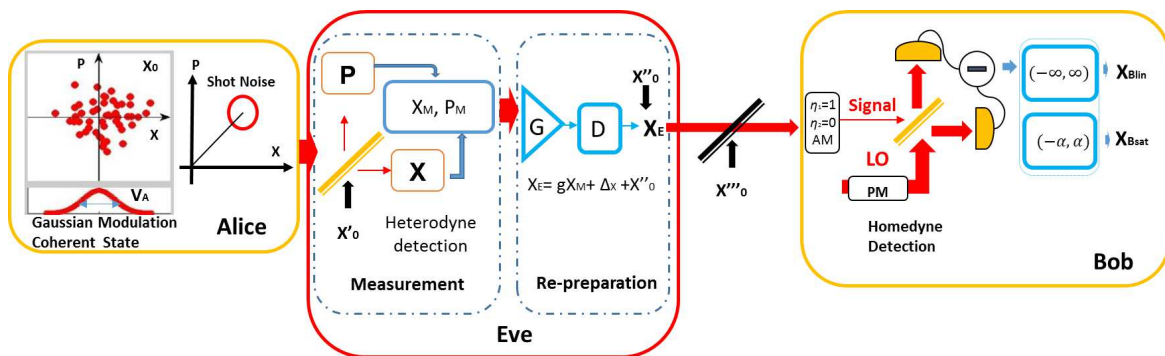 P
X₀
X
V_A
Gaussian Modulation
Coherent State
P
Shot Noise
X
Alice
P
X_M, P_M
X
X'₀
Heterodyne
detection
Measurement
G
D
X''₀
X_E
X_E= gX_M+ Δ_X +X''₀
Re-preparation
Eve
X'''₀
η₁=1
η₂=0
AM
Signal
LO
PM
Homedyne
Detection
(−∞, ∞)
X_Blin
(−α, α)
X_Bsat
Bob